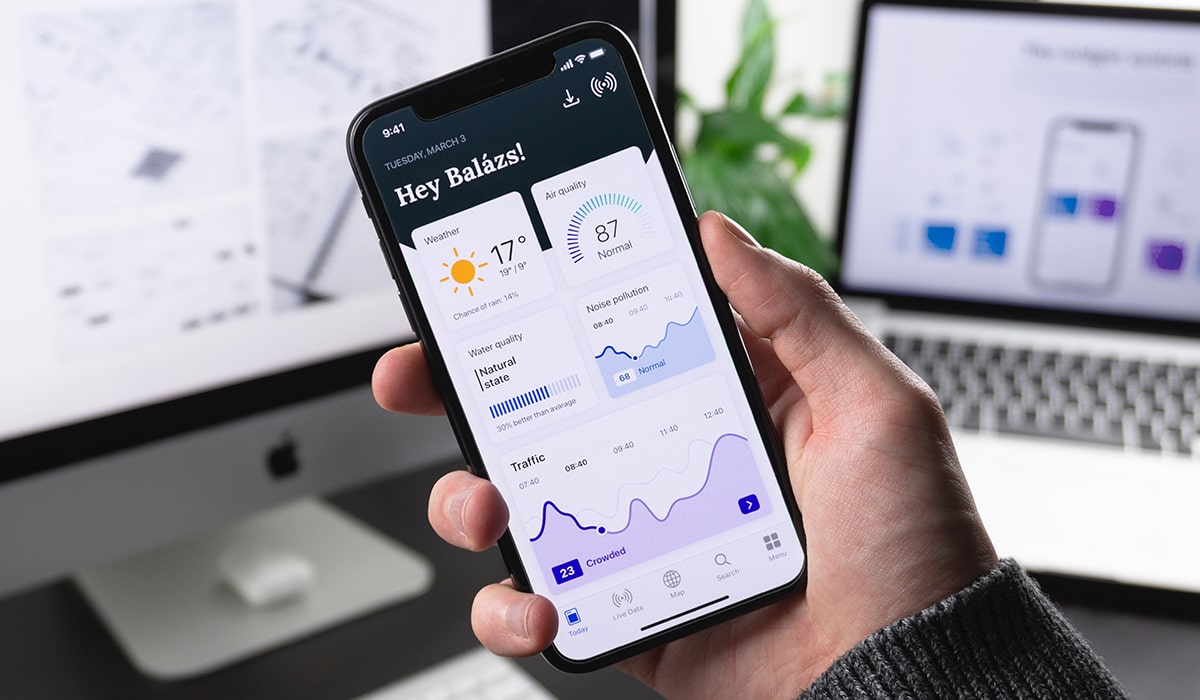 9:41
TUESDAY, MARCH 3
Hey Balázs!
Weather
17°
19° / 9°
Chance of rain: 14%
Air quality
87
Normal
Water quality
Natural
state
30% better than avarage
Noise pollution
08:40 09:40 10:40
68 Normal
Traffic
07:40 08:40 09:40 11:40 12:40
23 Crowded
Today Live Data Map Search Menu